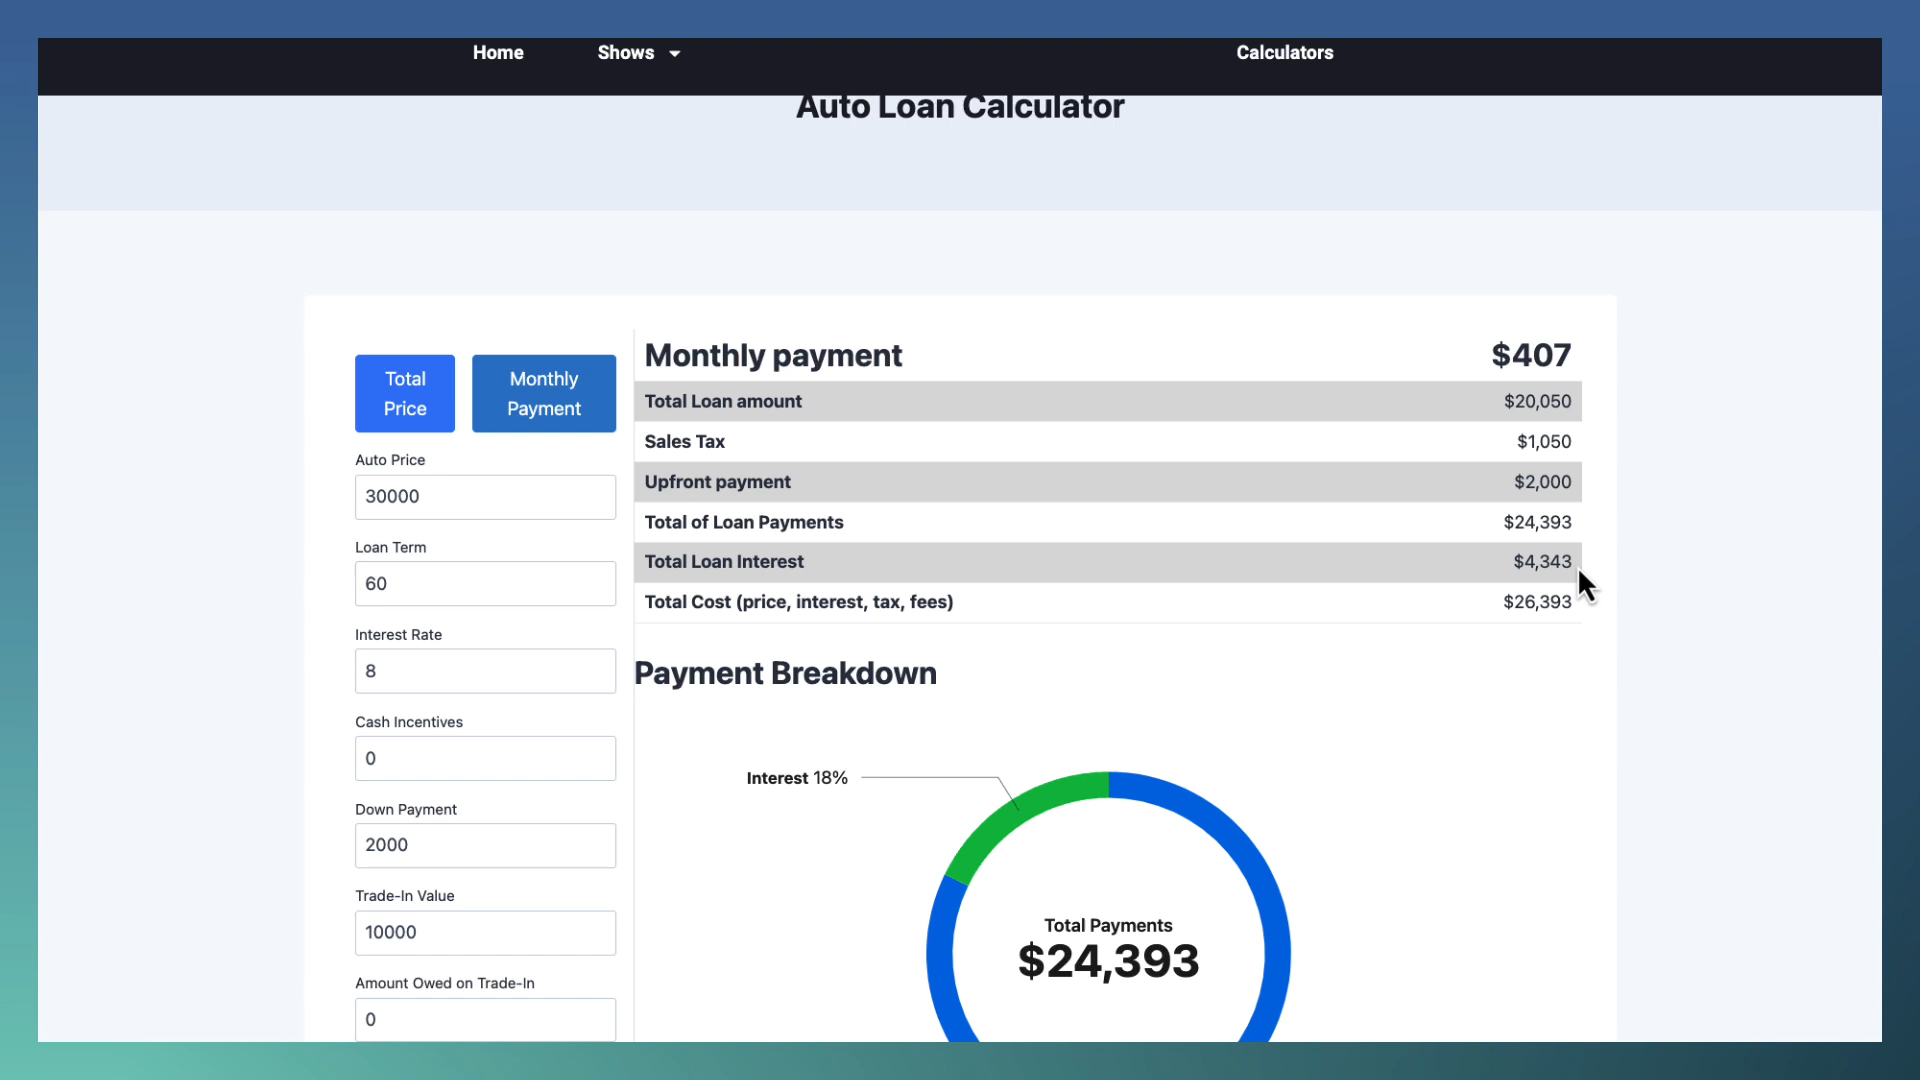 Home Shows Calculators
Auto Loan Calculator
Total
Price
Monthly
Payment
Auto Price
30000
Loan Term
60
Interest Rate
8
Cash Incentives
0
Down Payment
2000
Trade-In Value
10000
Amount Owed on Trade-In
0
Monthly payment $407
Total Loan amount $20,050
Sales Tax $1,050
Upfront payment $2,000
Total of Loan Payments $24,393
Total Loan Interest $4,343
Total Cost (price, interest, tax, fees) $26,393
Payment Breakdown
Interest 18%
Total Payments
$24,393